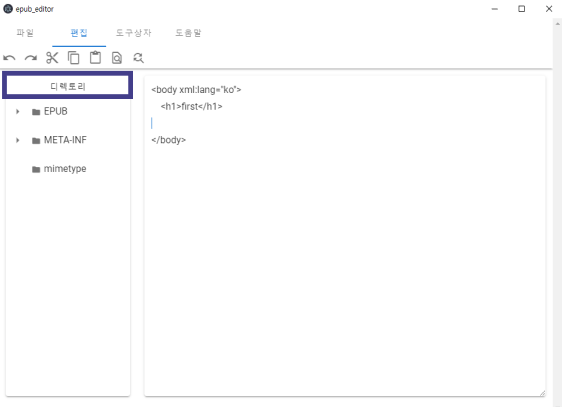 epub_editor
파일 편집 도구상자 도움말
디렉토리
EPUB
META-INF
mimetype
<body xml:lang="ko">
<h1>first</h1>
</body>